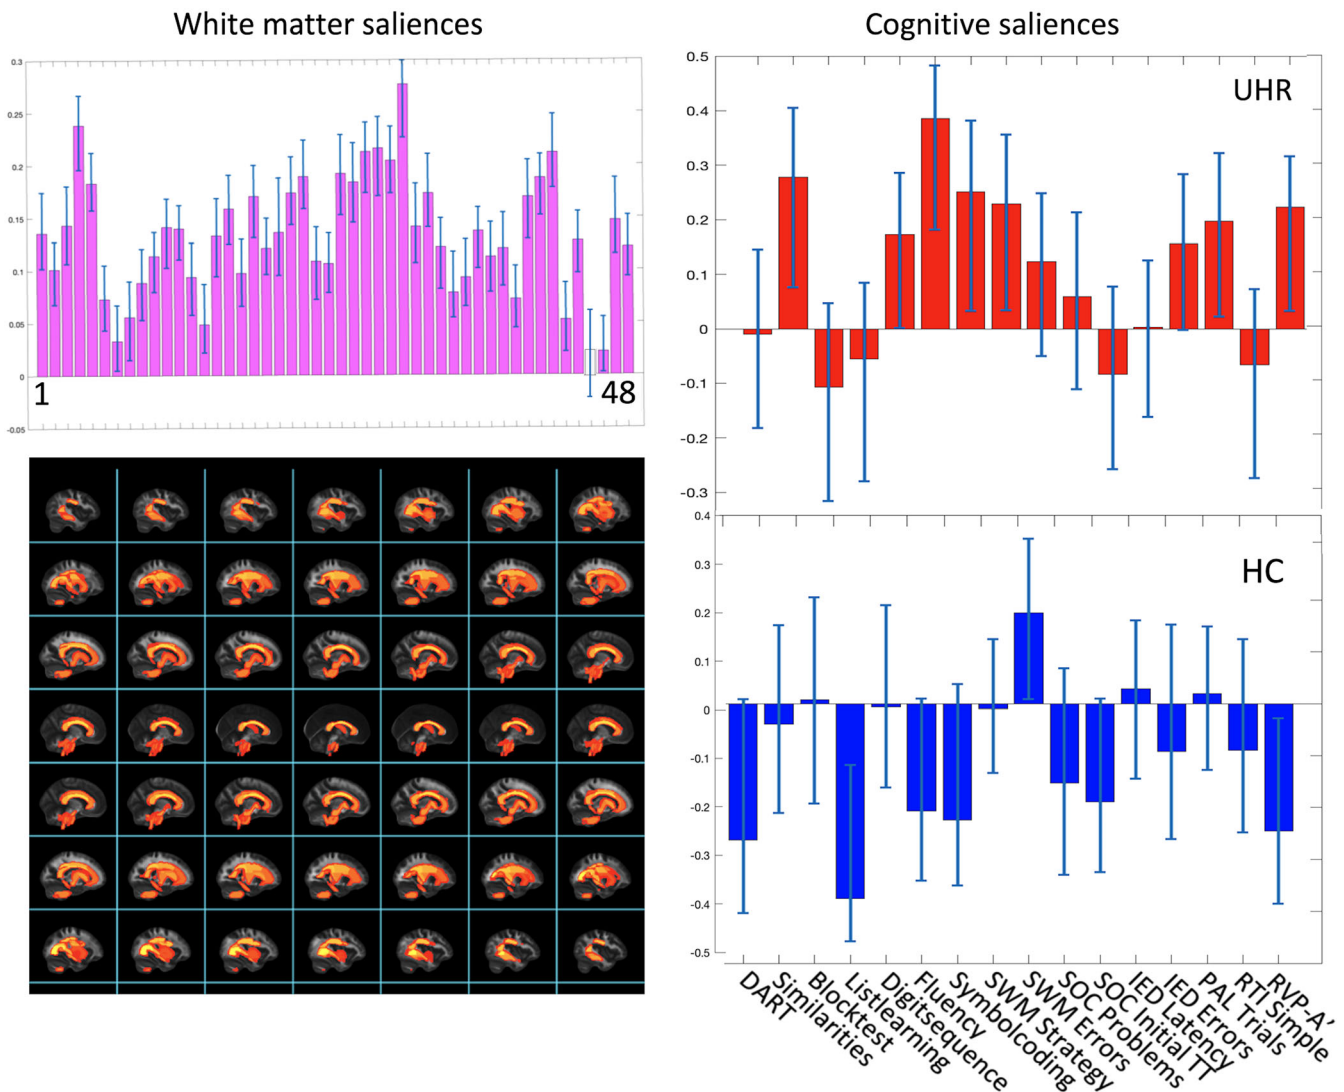 White matter saliences
0.3
0.25
0.2
0.15
0.1
0.05
0
-0.05
1
48
Cognitive saliences
UHR
0.5
0.4
0.3
0.2
0.1
0
-0.1
-0.2
-0.3
HC
0.4
0.3
0.2
0.1
0
-0.1
-0.2
-0.3
-0.4
-0.5
DART
Similarities
Blocktest
Listlearning
Digitsequence
Fluency
Symbolcoding
SWM Strategy
SWM Errors
SOC Problems
SOC Initial TT
IED Latency
IED Errors
PAL Trials
RTI Simple
RVP-A′